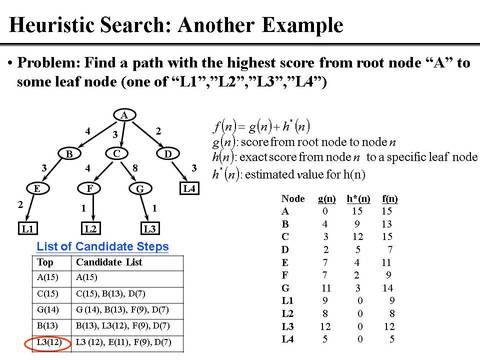 Heuristic Search: Another Example
• Problem: Find a path with the highest score from root node “A” to
some leaf node (one of “L1”,”L2”,”L3”,”L4”)
A
4 3 2
B C D
3 4 8 3
E F G L4
2 1 1
L1 L2 L3
f(n) = g(n) + h*(n)
g(n): score from root node to node n
h(n): exact score from node n to a specific leaf node
h*(n): estimated value for h(n)
Node g(n) h*(n) f(n)
A 0 15 15
B 4 9 13
C 3 12 15
D 2 5 7
E 7 4 11
F 7 2 9
G 11 3 14
L1 9 0 9
L2 8 0 8
L3 12 0 12
L4 5 0 5
List of Candidate Steps
Top Candidate List
A(15) A(15)
C(15) C(15), B(13), D(7)
G(14) G (14), B(13), F(9), D(7)
B(13) B(13), L3(12), F(9), D(7)
L3(12) L3 (12), E(11), F(9), D(7)